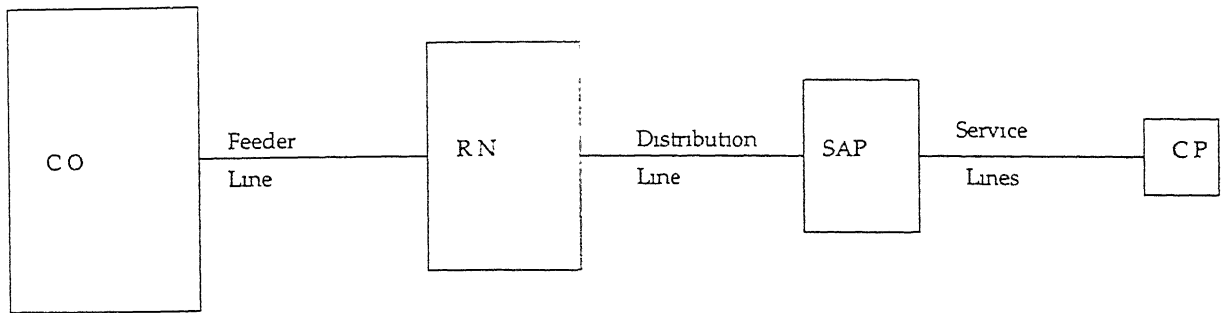 CO
Feeder
Line
RN
Distribution
Line
SAP
Service
Lines
CP